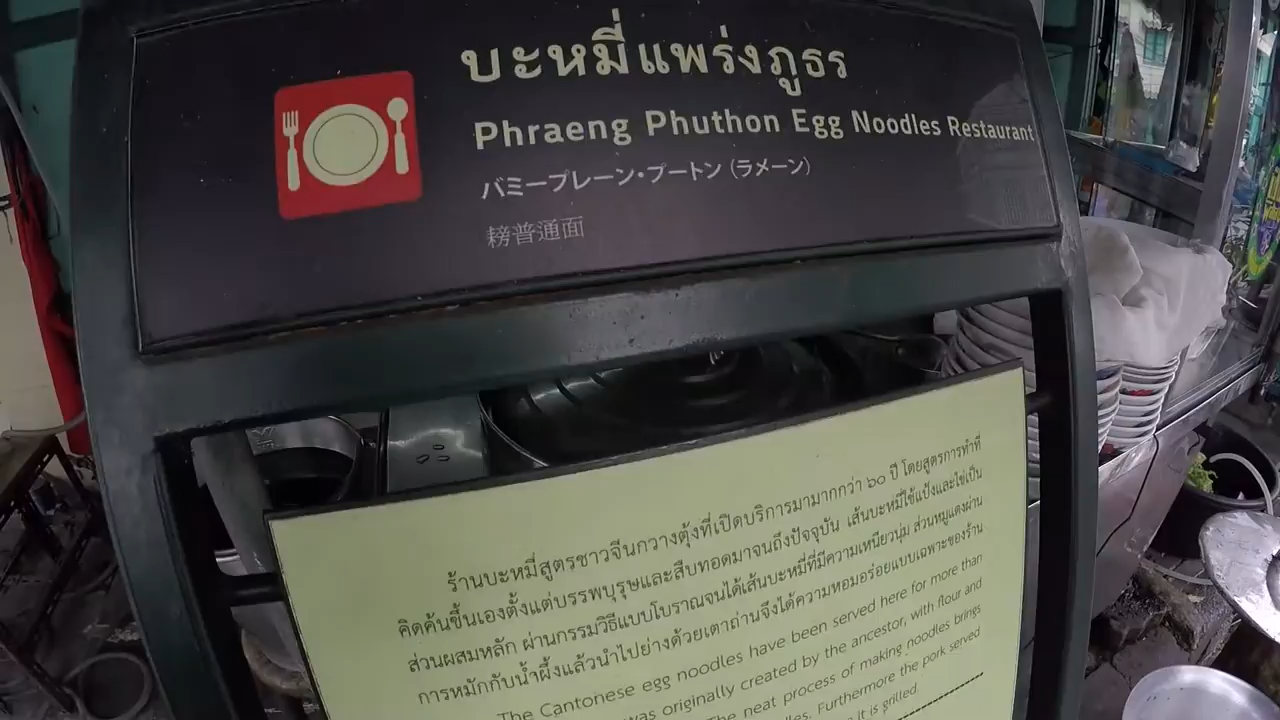 บะหมี่แพร่งภูธร
Phraeng Phuthon Egg Noodles Restaurant
バミープレーン・プートン (ラメーン)
耪普通面
ร้านบะหมี่สูตรชาวจีนกวางตุ้งที่เปิดบริการมามากกว่า ๖๐ ปี โดยสูตรการทำที่
คิดค้นขึ้นเองตั้งแต่บรรพบุรุษและสืบทอดมาจนถึงปัจจุบัน เส้นบะหมี่ใช้แป้งและไข่เป็น
ส่วนผสมหลัก ผ่านกรรมวิธีแบบโบราณจนได้เส้นบะหมี่ที่มีความเหนียวนุ่ม ส่วนหมูแดงผ่าน
การหมักกับน้ำผึ้งแล้วนำไปย่างด้วยเตาถ่านจึงได้ความหอมอร่อยแบบเฉพาะของร้าน
The Cantonese egg noodles have been served here for more than
was originally created by the ancestor, with flour and
The neat process of making noodles brings
Furthermore the pork served
it is grilled.